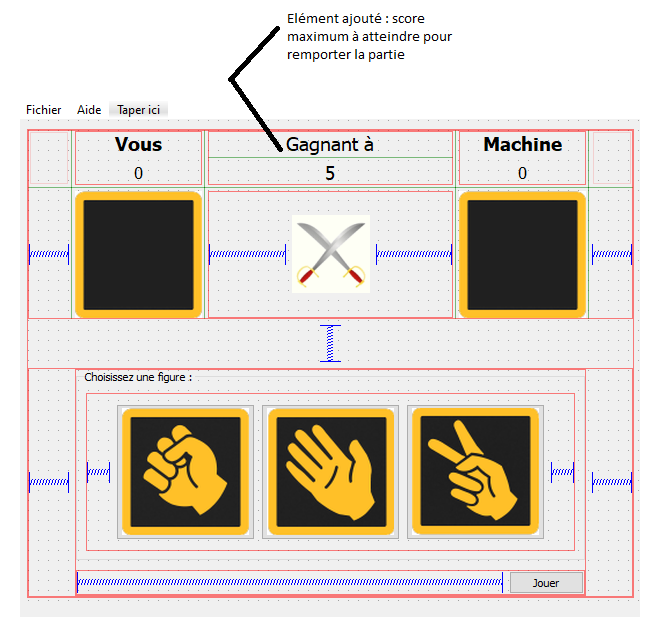 Elément ajouté : score
maximum à atteindre pour
remporter la partie
Fichier Aide Taper ici
Vous Gagnant à Machine
0 5 0
Choisissez une figure :
Jouer